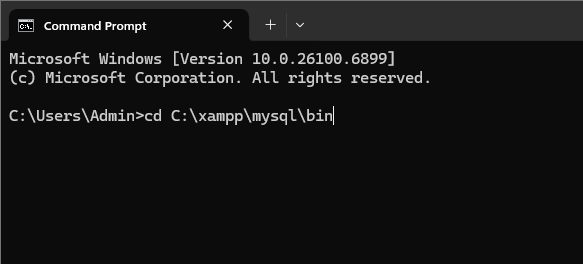 Command Prompt
Microsoft Windows [Version 10.0.26100.6899]
(c) Microsoft Corporation. All rights reserved.
C:\Users\Admin>cd C:\xampp\mysql\bin